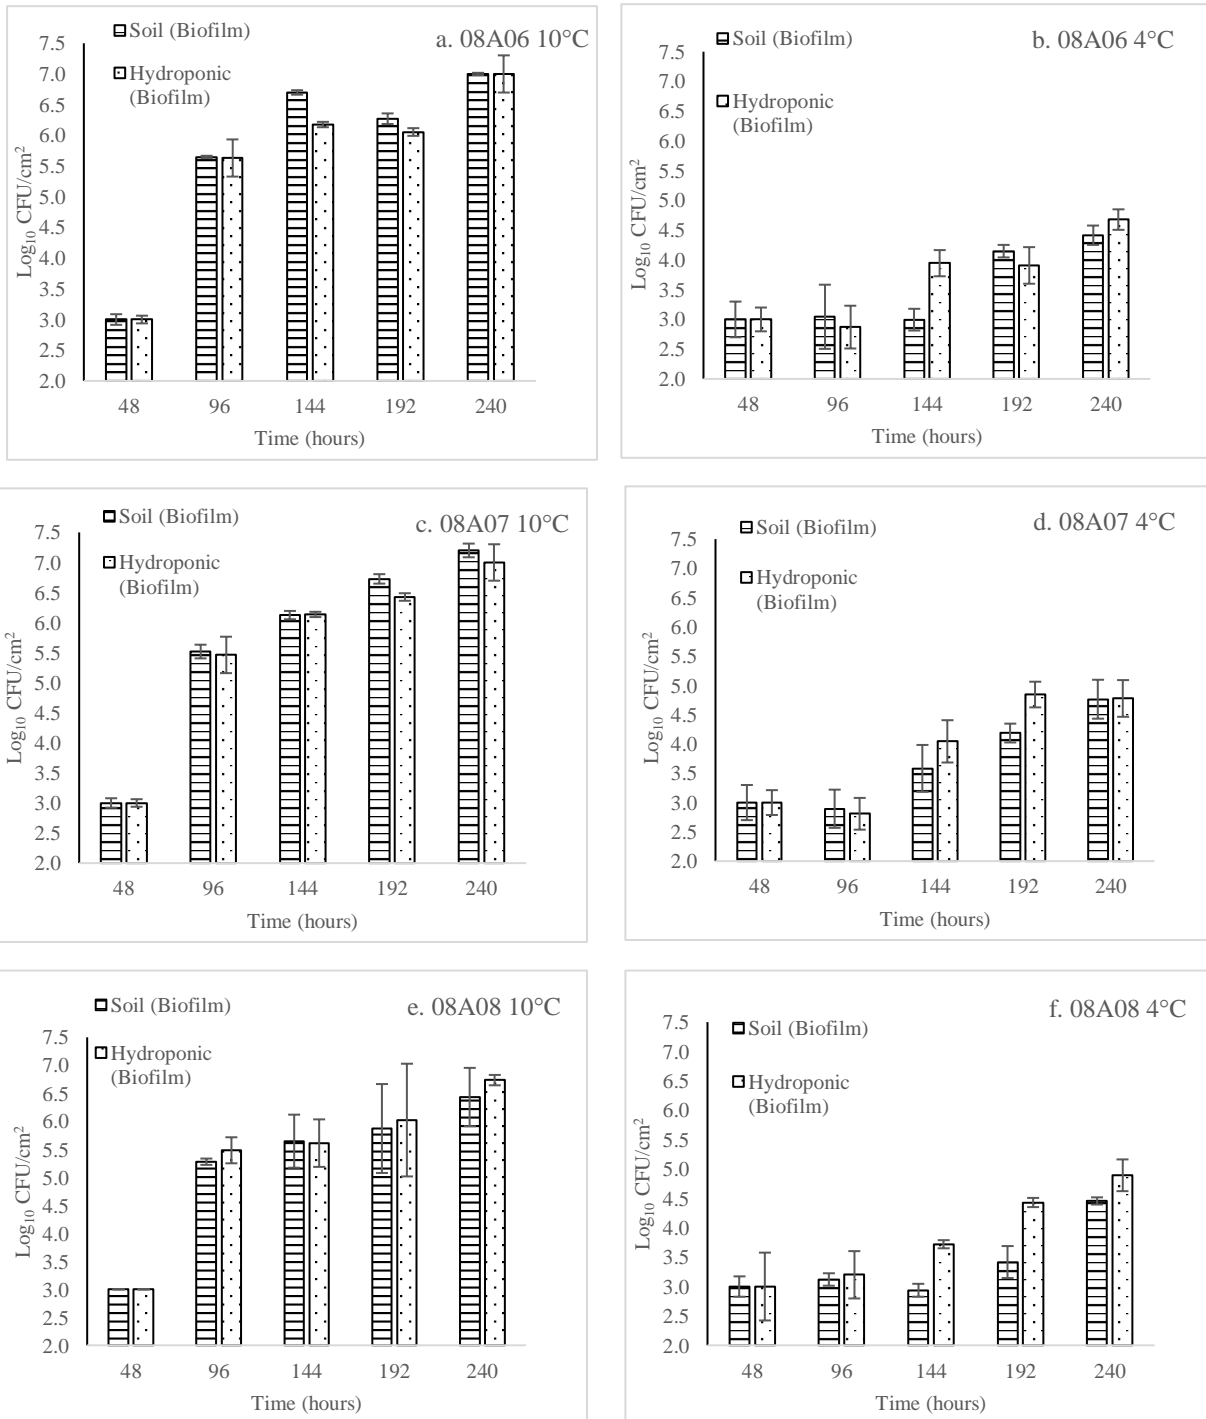 a. 08A06 10°C
Soil (Biofilm)
Hydroponic
(Biofilm)
Log₁₀ CFU/cm²
7.5
7.0
6.5
6.0
5.5
5.0
4.5
4.0
3.5
3.0
2.5
2.0
48 96 144 192 240
Time (hours)
b. 08A06 4°C
Soil (Biofilm)
Hydroponic
(Biofilm)
Log₁₀ CFU/cm²
7.5
7.0
6.5
6.0
5.5
5.0
4.5
4.0
3.5
3.0
2.5
2.0
48 96 144 192 240
Time (hours)
c. 08A07 10°C
Soil (Biofilm)
Hydroponic
(Biofilm)
Log₁₀ CFU/cm²
7.5
7.0
6.5
6.0
5.5
5.0
4.5
4.0
3.5
3.0
2.5
2.0
48 96 144 192 240
Time (hours)
d. 08A07 4°C
Soil (Biofilm)
Hydroponic
(Biofilm)
Log₁₀ CFU/cm²
7.5
7.0
6.5
6.0
5.5
5.0
4.5
4.0
3.5
3.0
2.5
2.0
48 96 144 192 240
Time (hours)
e. 08A08 10°C
Soil (Biofilm)
Hydroponic
(Biofilm)
Log₁₀ CFU/cm²
7.5
7.0
6.5
6.0
5.5
5.0
4.5
4.0
3.5
3.0
2.5
2.0
48 96 144 192 240
Time (hours)
f. 08A08 4°C
Soil (Biofilm)
Hydroponic
(Biofilm)
Log₁₀ CFU/cm²
7.5
7.0
6.5
6.0
5.5
5.0
4.5
4.0
3.5
3.0
2.5
2.0
48 96 144 192 240
Time (hours)